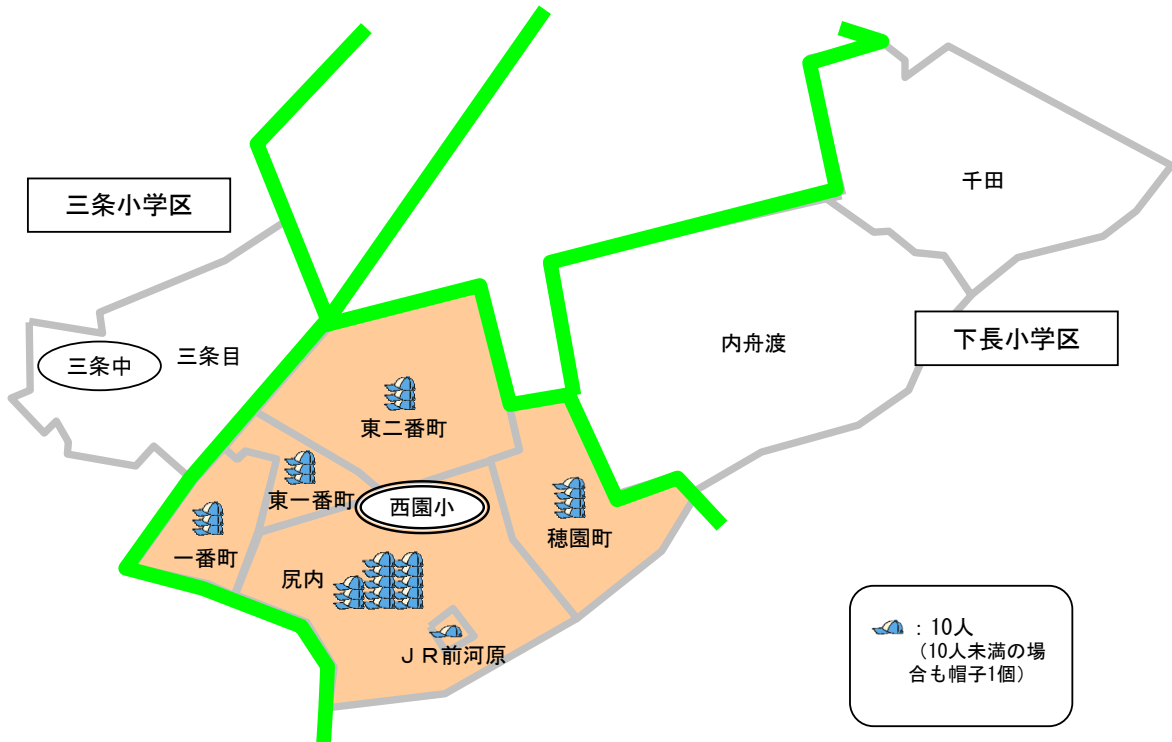 三条小学区
千田
三条中
三条目
内舟渡
下長小学区
東二番町
東一番町
西園小
穂園町
一番町
尻内
ＪＲ前河原
：10人
（10人未満の場
合も帽子1個）